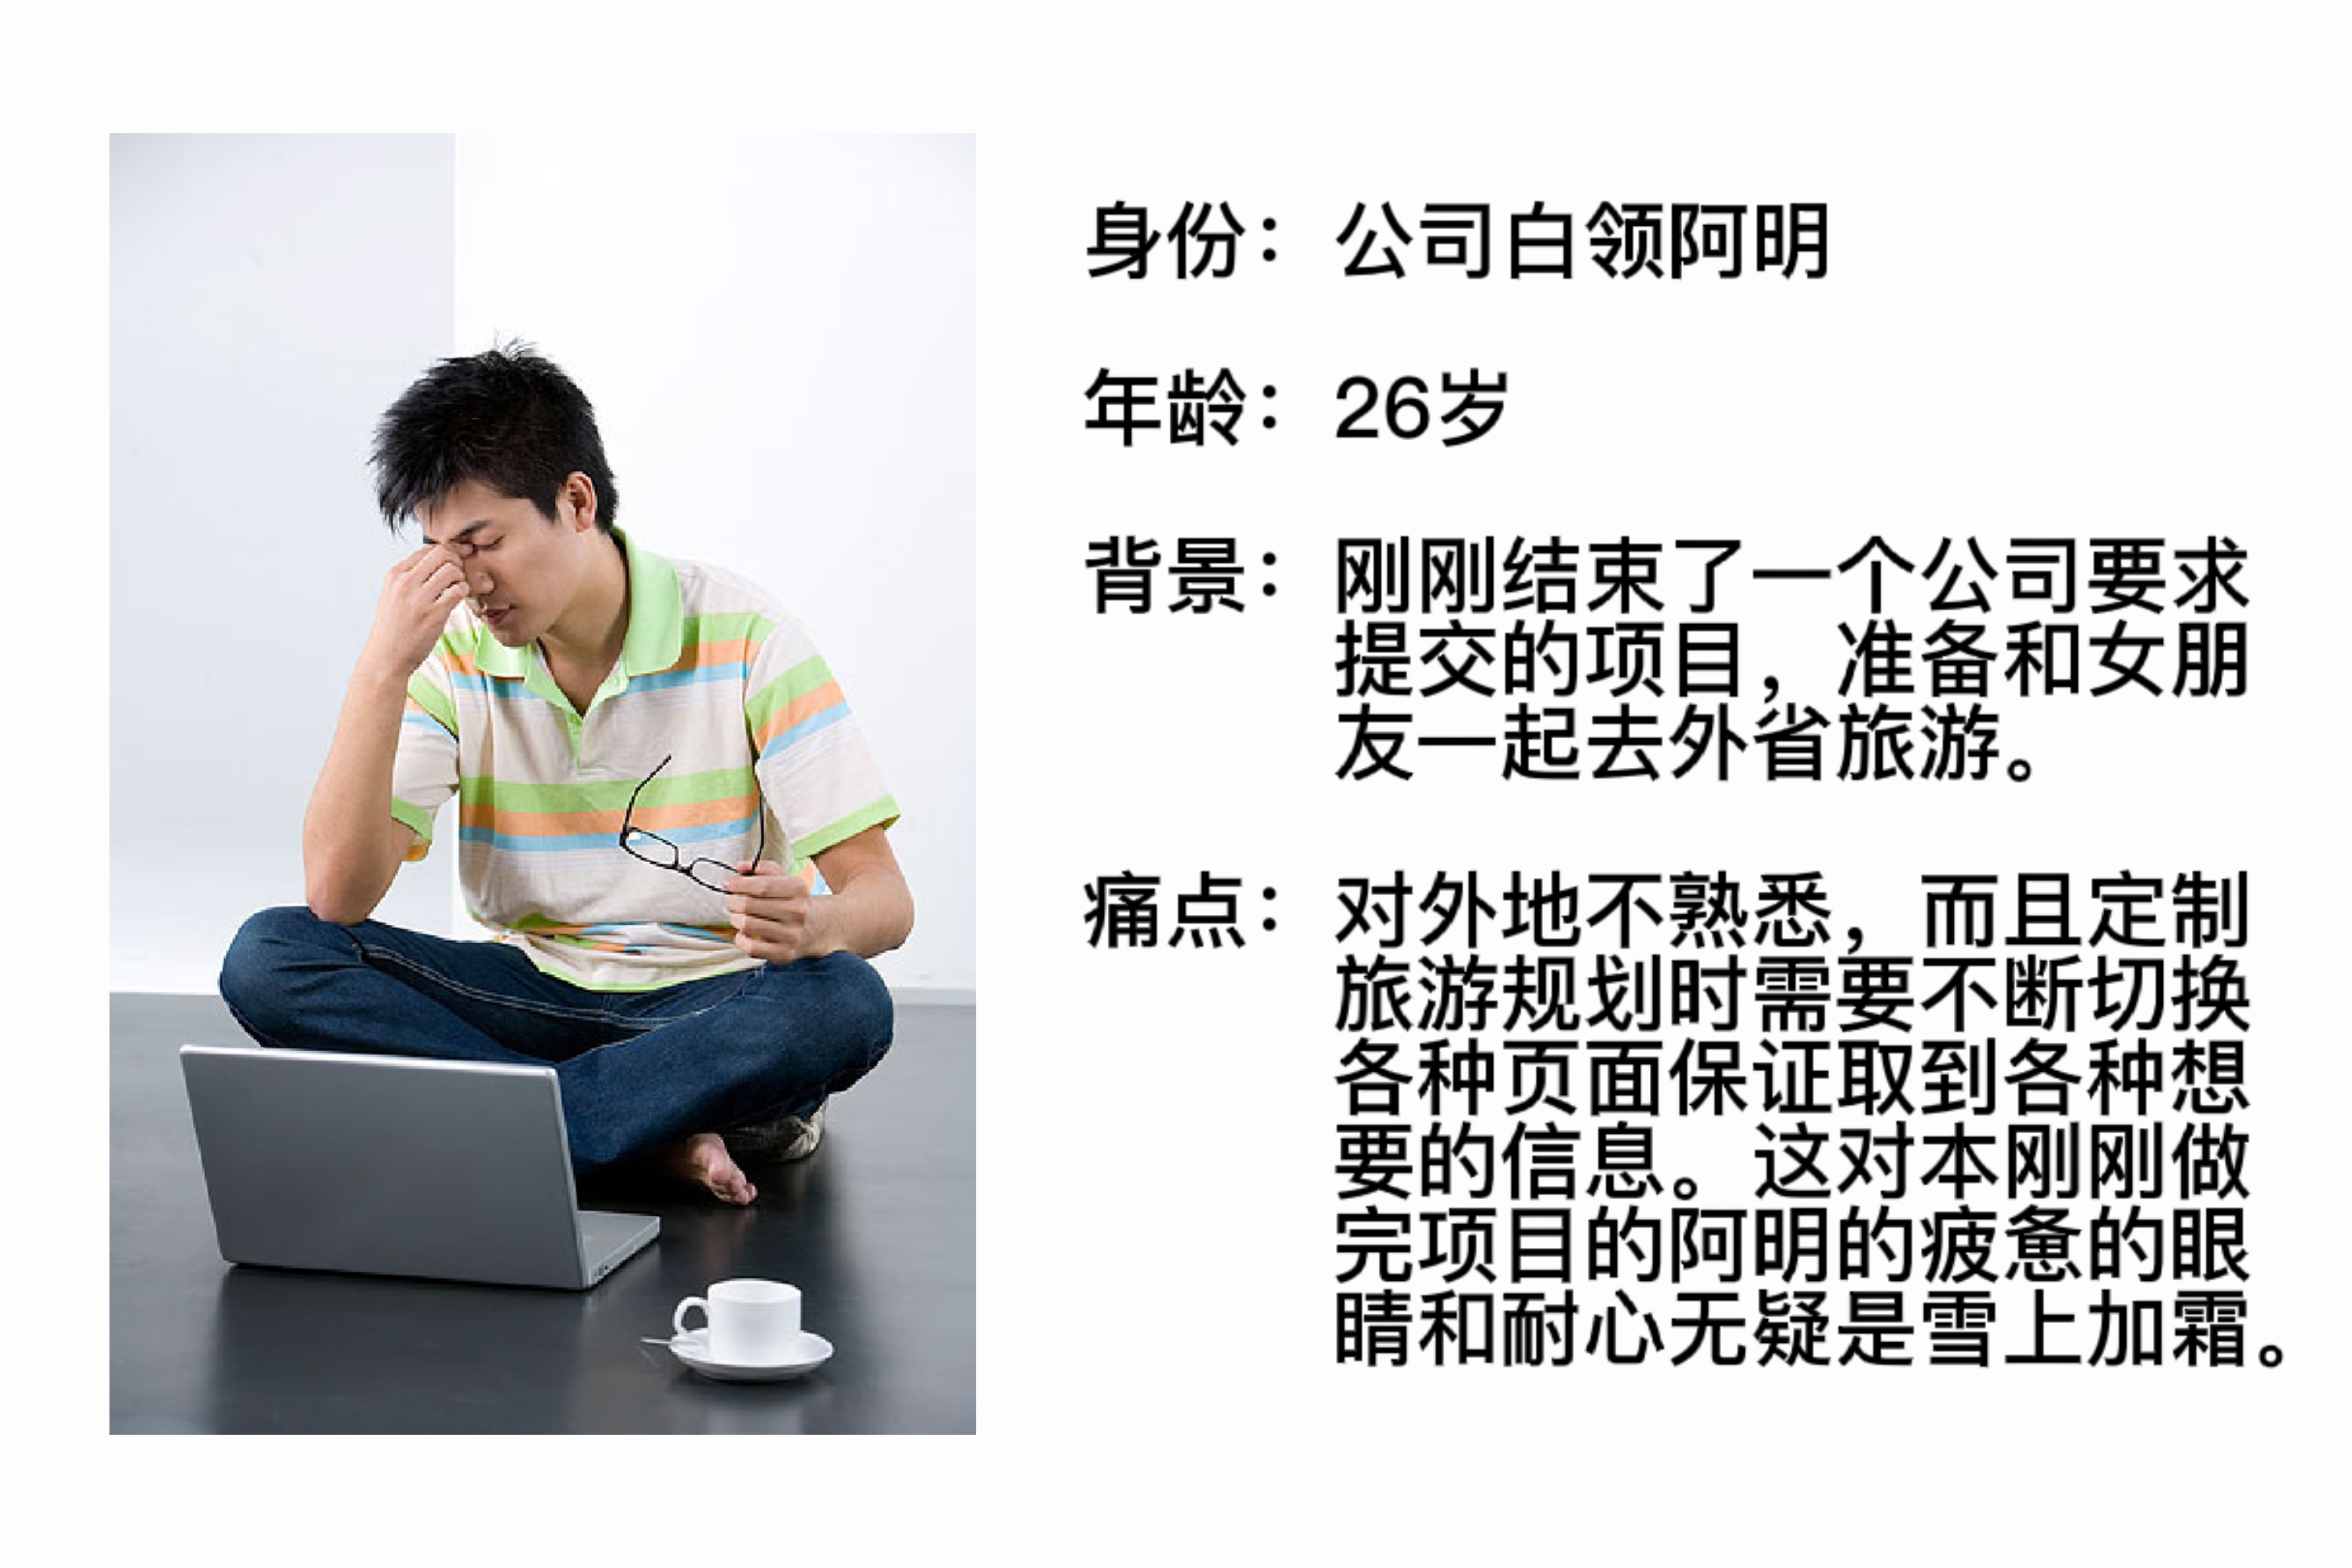 身份：公司白领阿明
年龄：26岁
背景：刚刚结束了一个公司要求
提交的项目，准备和女朋
友一起去外省旅游。
痛点：对外地不熟悉，而且定制
旅游规划时需要不断切换
各种页面保证取到各种想
要的信息。这对本刚刚做
完项目的阿明的疲惫的眼
睛和耐心无疑是雪上加霜。